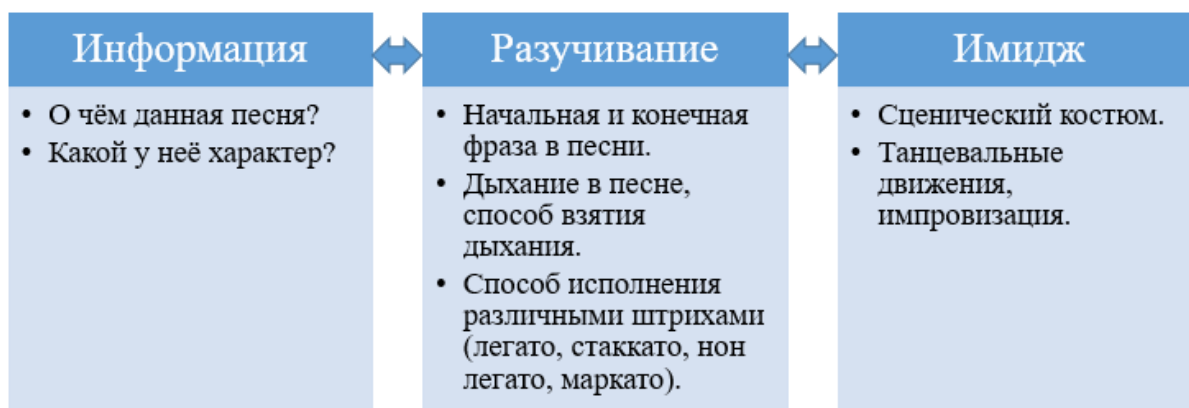 Информация
• О чём данная песня?
• Какой у неё характер?
Разучивание
• Начальная и конечная
фраза в песни.
• Дыхание в песне,
способ взятия
дыхания.
• Способ исполнения
различными штрихами
(легато, стаккато, нон
легато, маркато).
Имидж
• Сценический костюм.
• Танцевальные
движения,
импровизация.